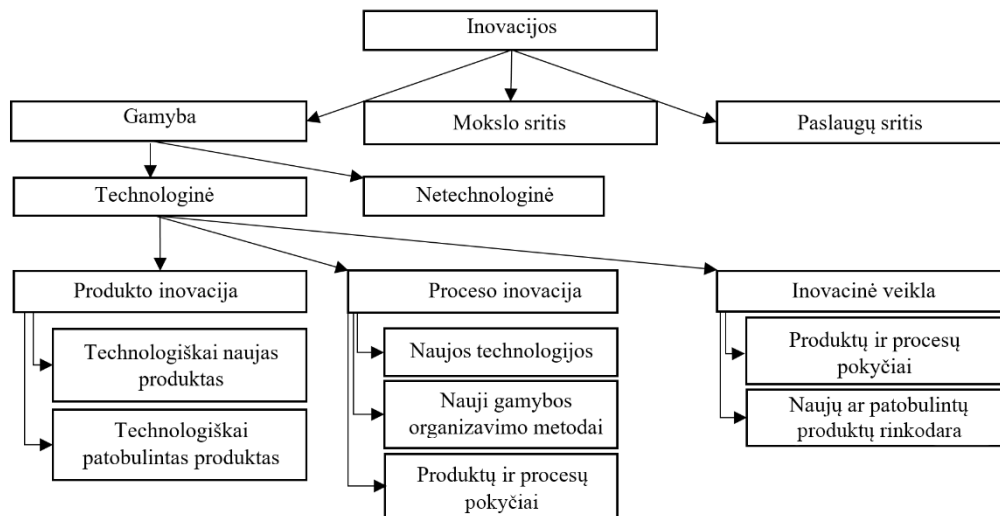 Inovacijos
Gamyba
Mokslo sritis
Paslaugų sritis
Technologinė
Netechnologinė
Produkto inovacija
Proceso inovacija
Inovacinė veikla
Technologiškai naujas
produktas
Technologiškai
patobulintas produktas
Naujos technologijos
Nauji gamybos
organizavimo metodai
Produktų ir procesų
pokyčiai
Produktų ir procesų
pokyčiai
Naujų ar patobulintų
produktų rinkodara